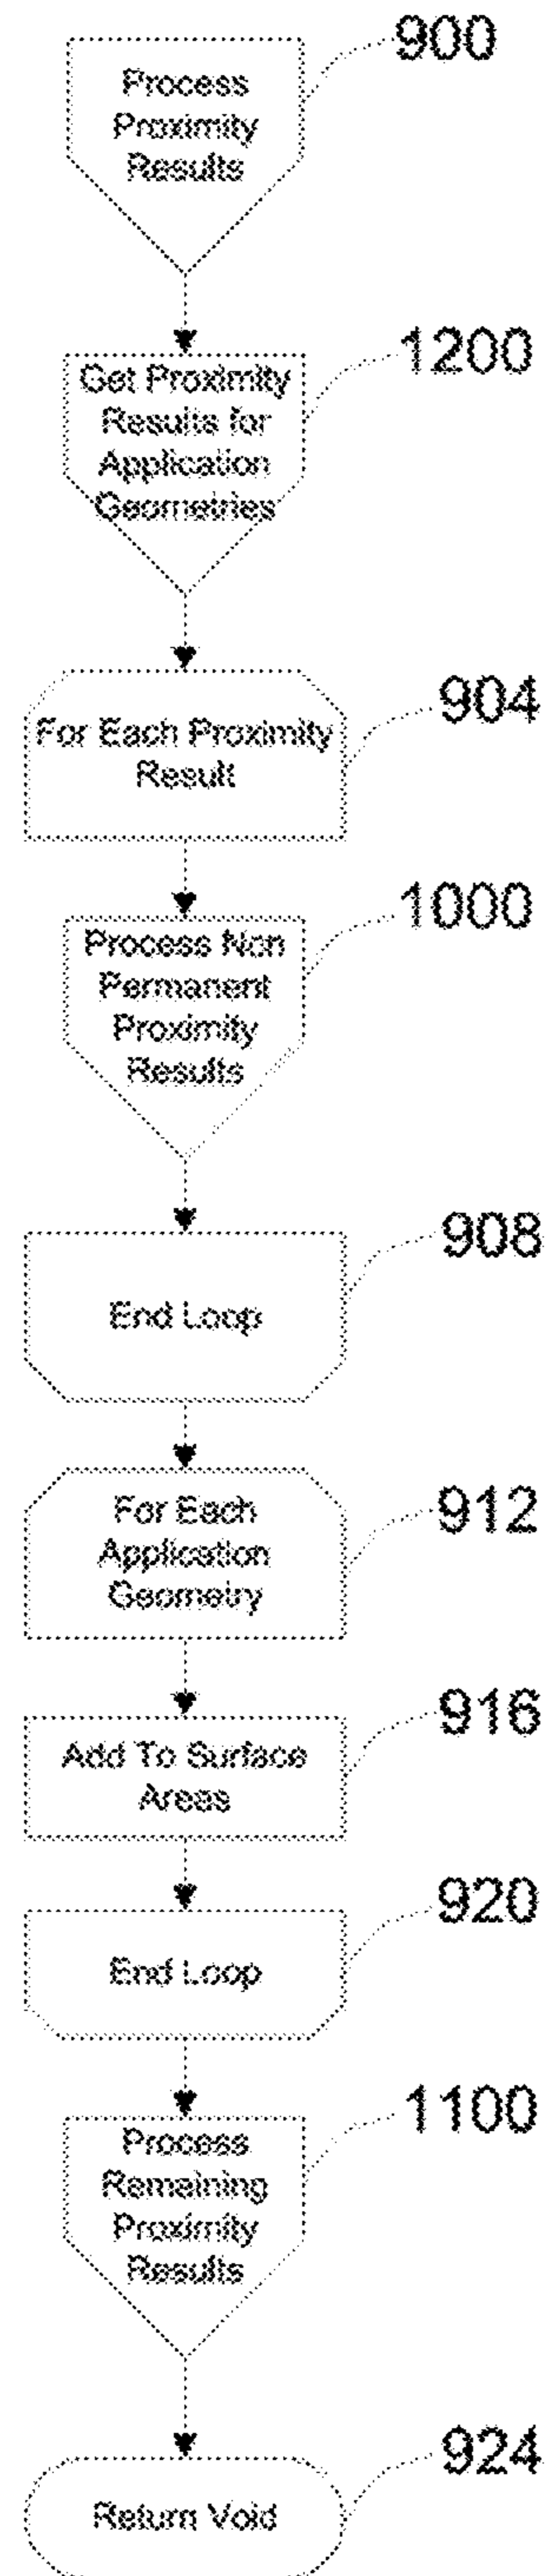 900
Process
Proximity
Results
1200
Get Proximity
Results for
Application
Geometries
904
For Each Proximity
Result
1000
Process Non
Permanent
Proximity
Results
908
End Loop
912
For Each
Application
Geometry
916
Add To Surface
Areas
920
End Loop
1100
Process
Remaining
Proximity
Results
924
Return Void